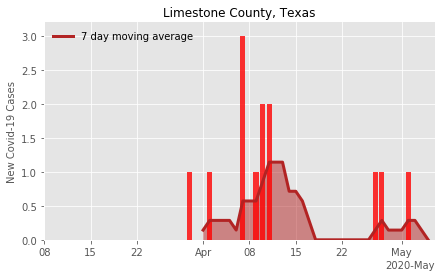 Limestone County, Texas
7 day moving average
New Covid-19 Cases
3.0
2.5
2.0
1.5
1.0
0.5
0.0
08 15 22 Apr 08 15 22 May
2020-May